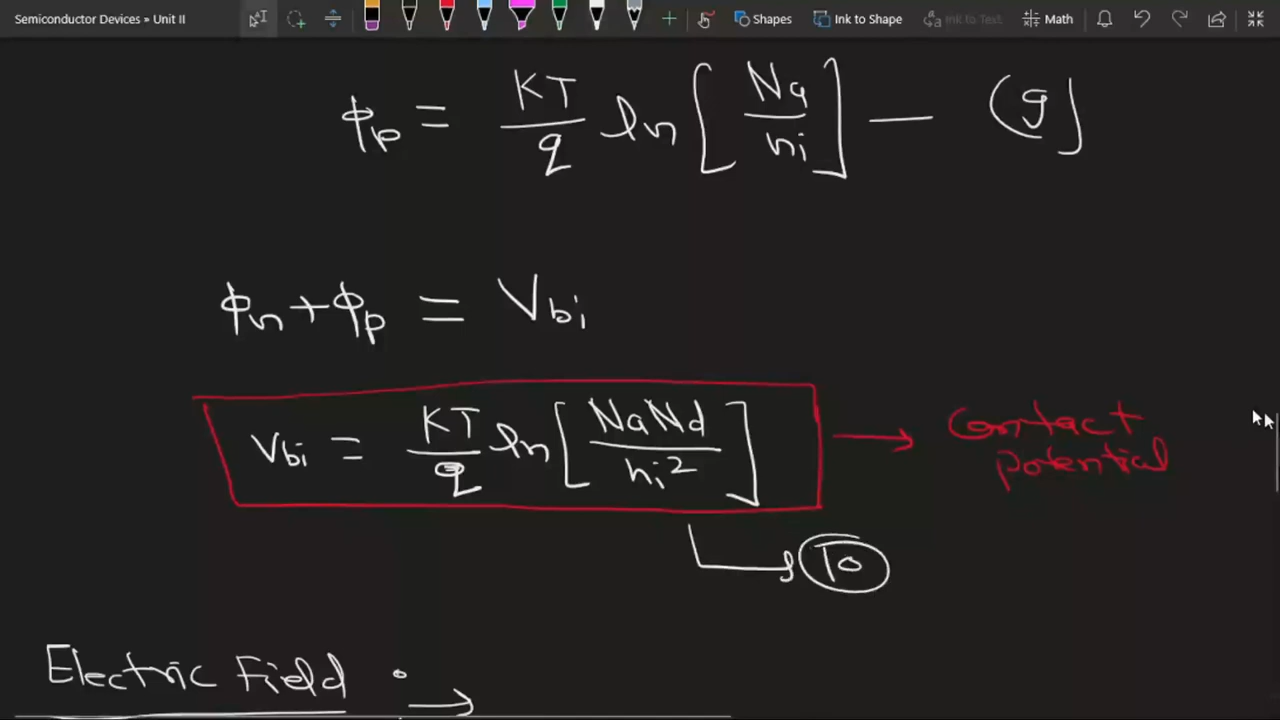 Semiconductor Devices » Unit II
Shapes Ink to Shape Ink to Text Math
ϕp = KT/q ln [Na/ni] — (9)
ϕn + ϕp = Vbi
Vbi = KT/q ln [NaNd/ni²] → Contact potential
10
Electric Field : →